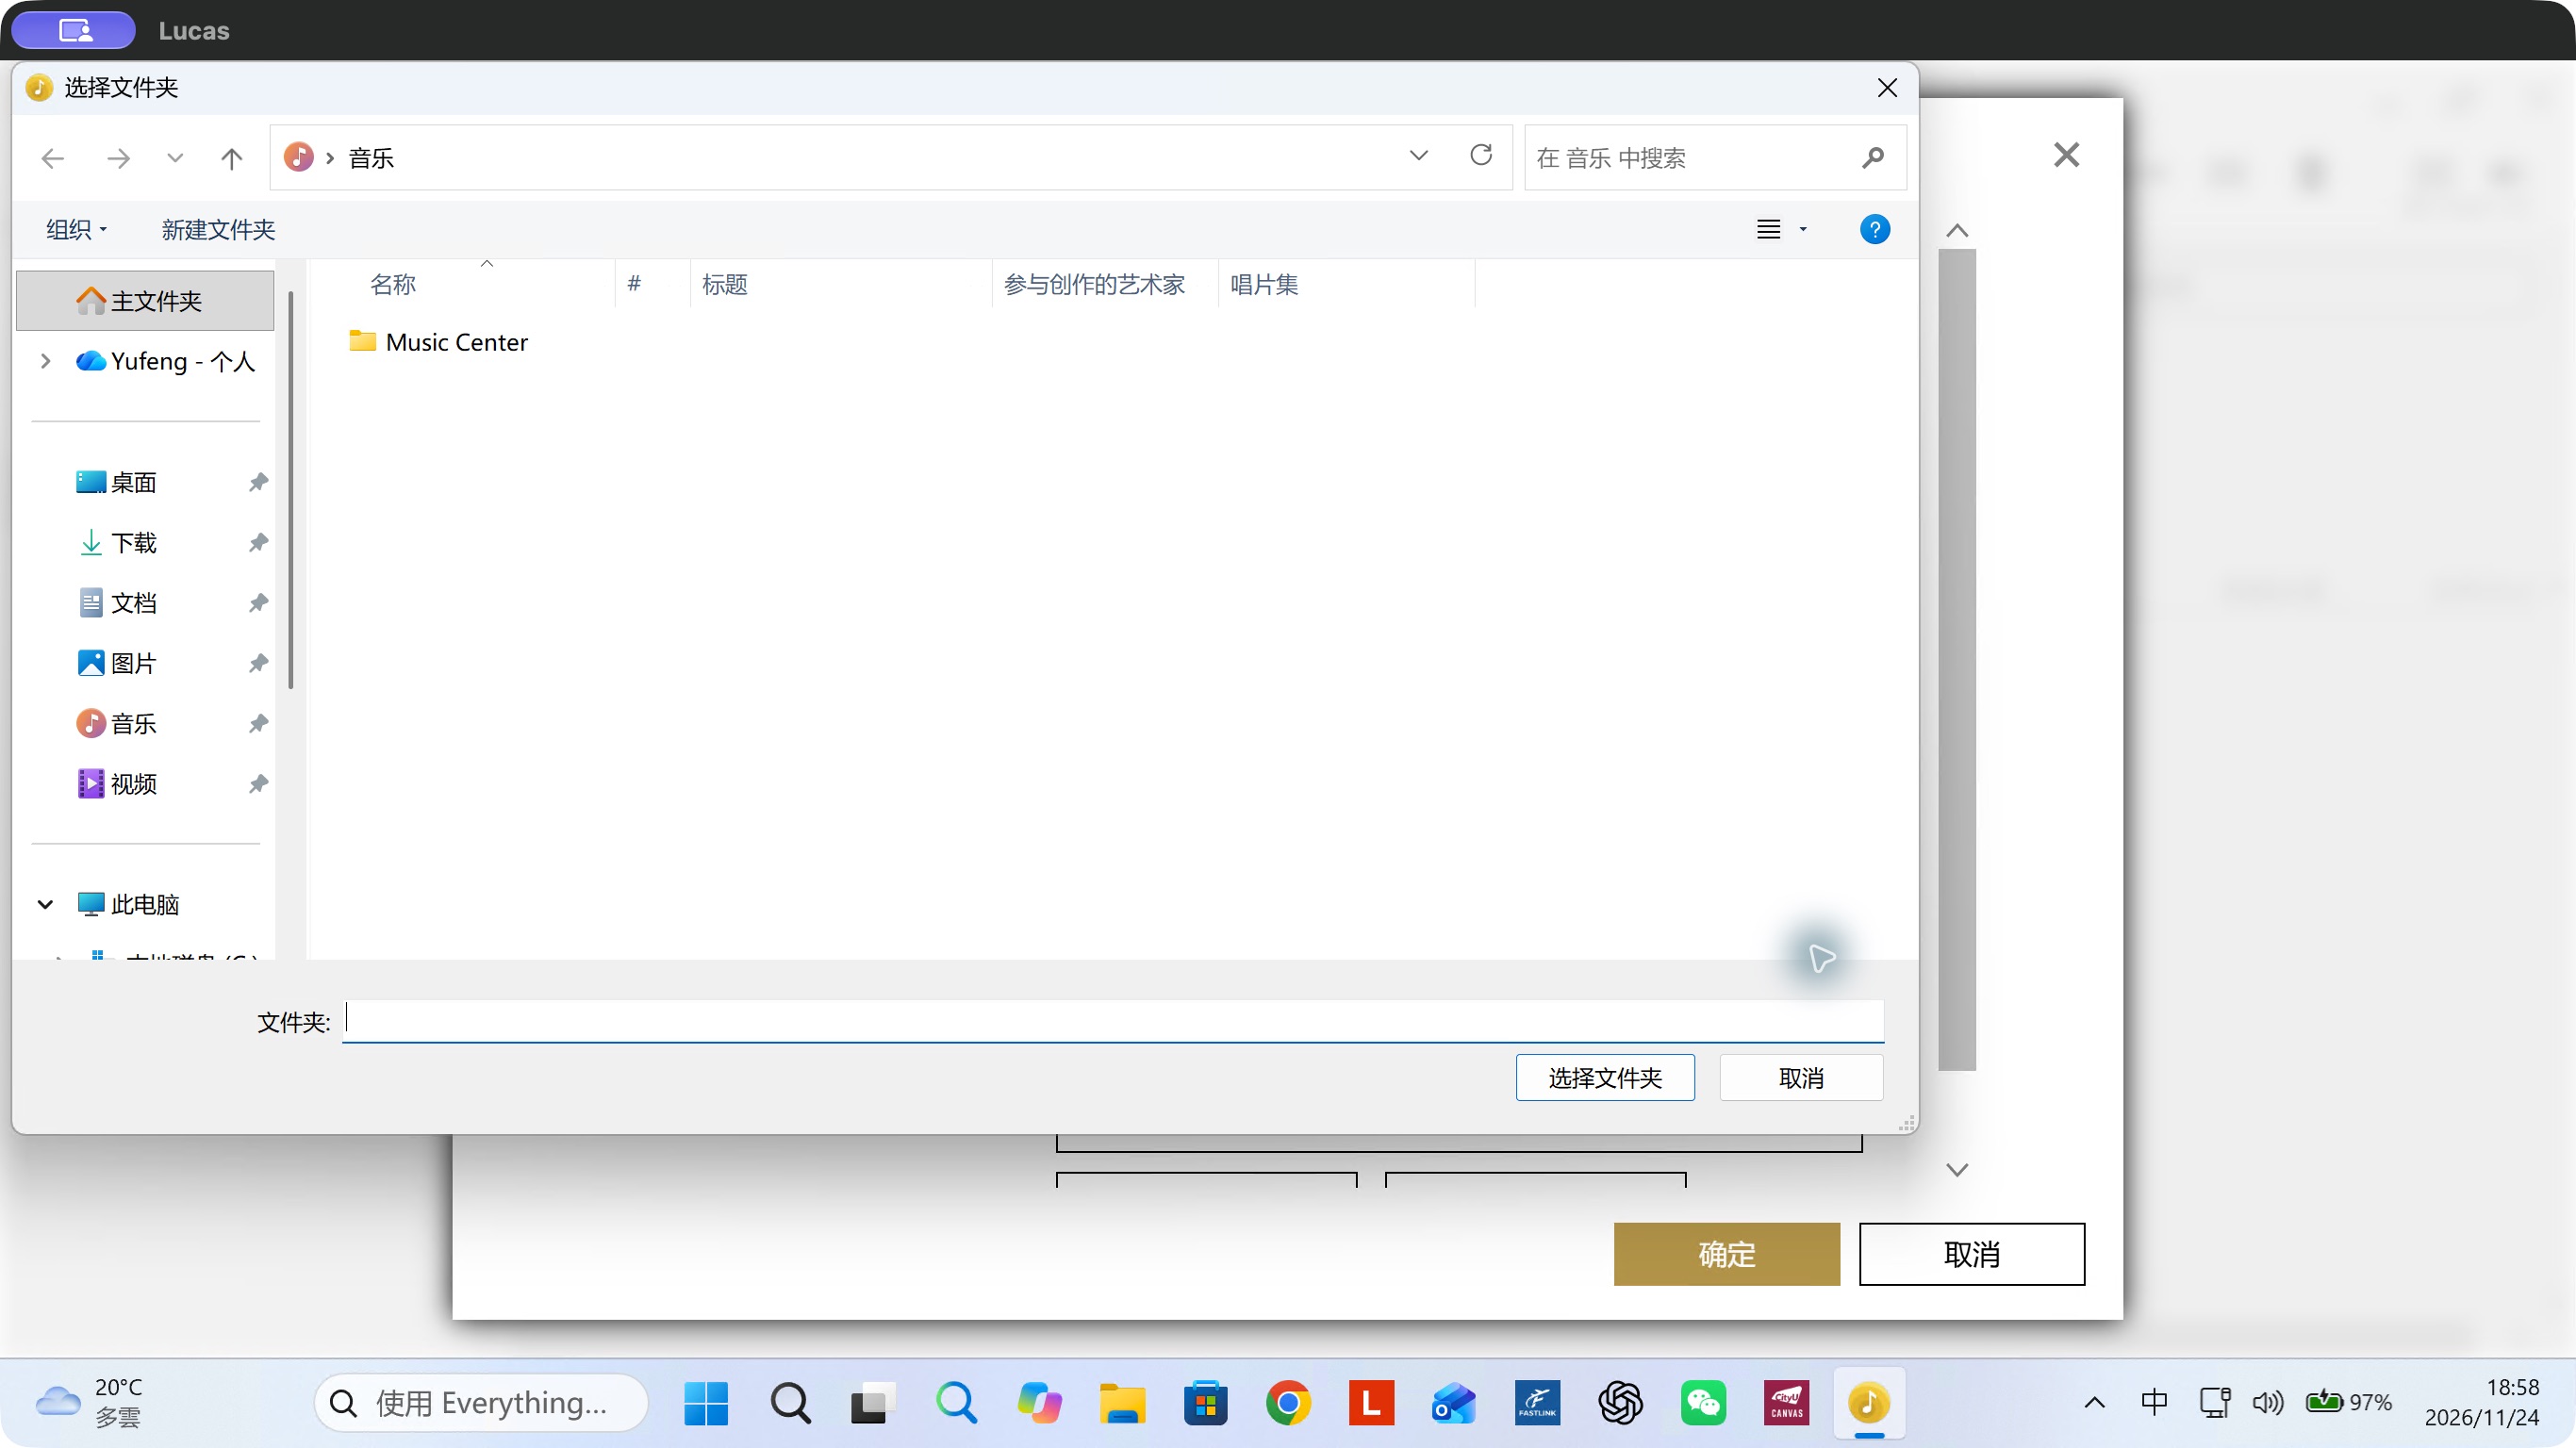 Lucas
选择文件夹
音乐
在 音乐 中搜索
组织
新建文件夹
名称
#
标题
参与创作的艺术家
唱片集
主文件夹
Yufeng - 个人
Music Center
桌面
下载
文档
图片
音乐
视频
此电脑
文件夹:
选择文件夹
取消
确定
取消
20°C
多雲
使用 Everything...
L
FASTLINK
CityU
CANVAS
中
97%
18:58
2026/11/24